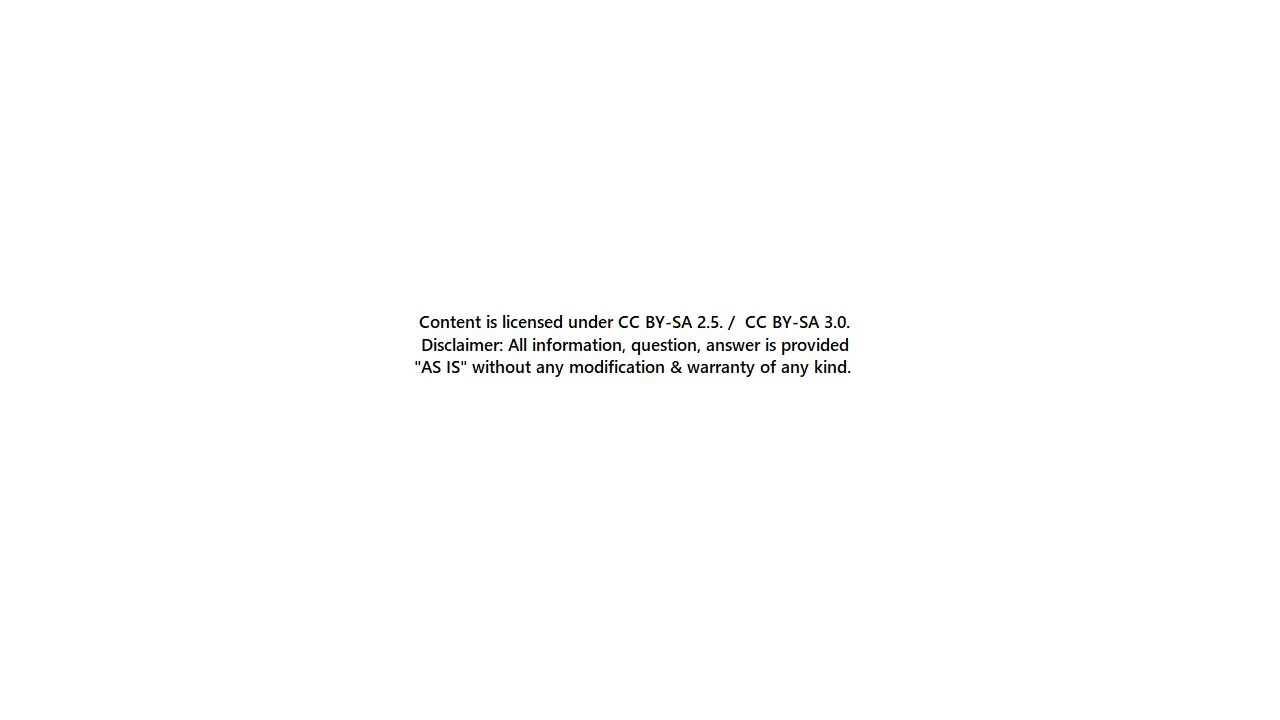 Content is licensed under CC BY-SA 2.5. /  CC BY-SA 3.0.
Disclaimer: All information, question, answer is provided
"AS IS" without any modification & warranty of any kind.